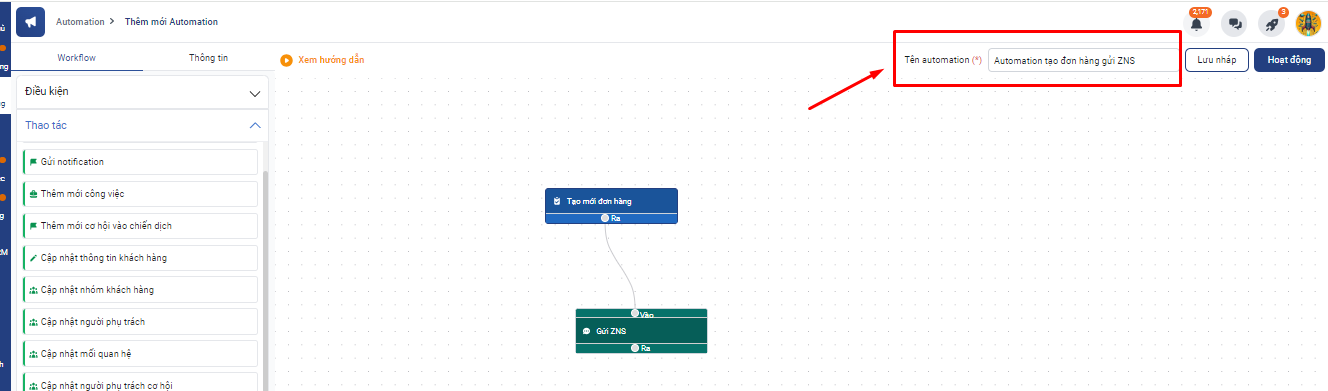 Automation > Thêm mới Automation
2,171
3
Workflow
Thông tin
Xem hướng dẫn
Tên automation (*)
Automation tạo đơn hàng gửi ZNS
Lưu nháp
Hoạt động
Điều kiện
Thao tác
Gửi notification
Thêm mới công việc
Thêm mới cơ hội vào chiến dịch
Cập nhật thông tin khách hàng
Cập nhật nhóm khách hàng
Cập nhật người phụ trách
Cập nhật mối quan hệ
Cập nhật người phụ trách cơ hội
Tạo mới đơn hàng
Ra
Vào
Gửi ZNS
Ra